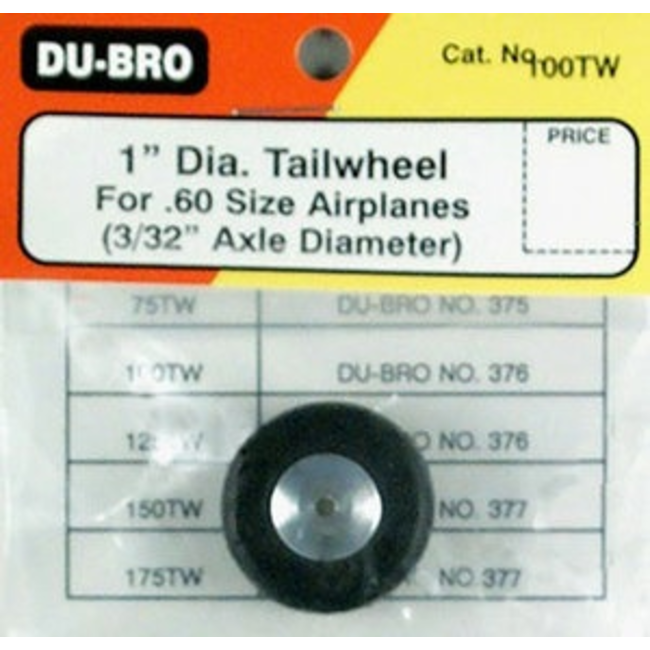 DU-BRO
Cat. No. 100TW
PRICE
1” Dia. Tailwheel
For .60 Size Airplanes
(3/32” Axle Diameter)
75TW DU-BRO NO. 375
100TW DU-BRO NO. 376
NO. 376
150TW NO. 377
175TW NO. 377